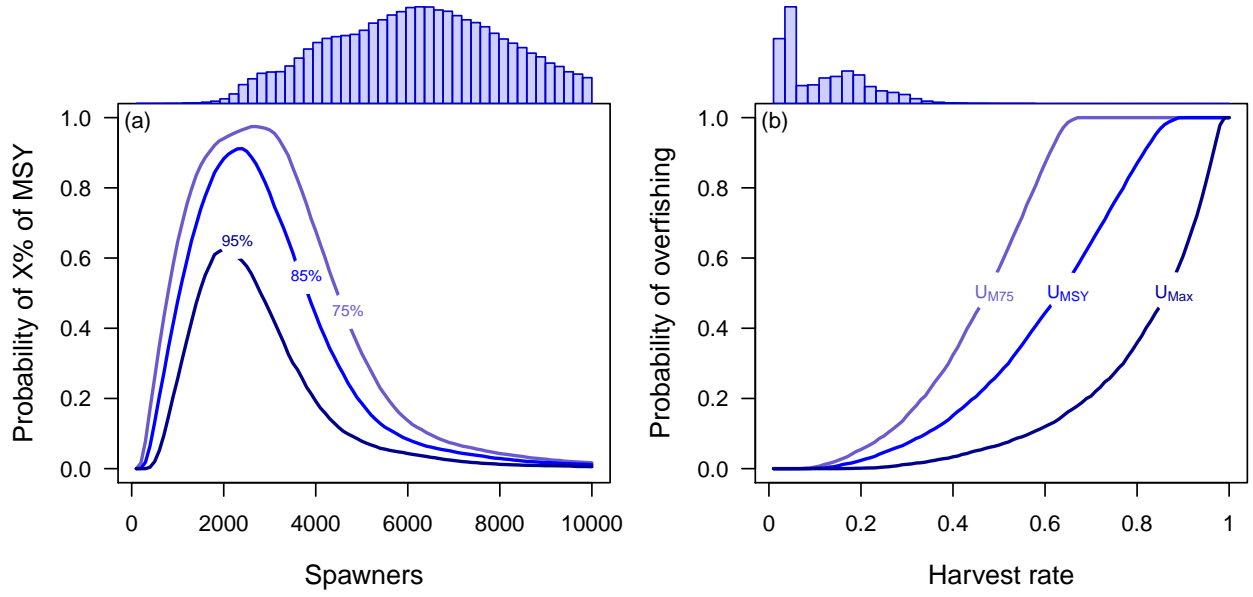 (a)
Probability of X% of MSY
1.0
0.8
0.6
0.4
0.2
0.0
95%
85%
75%
0 2000 4000 6000 8000 10000
Spawners
(b)
Probability of overfishing
1.0
0.8
0.6
0.4
0.2
0.0
UM75 UMSY UMax
0 0.2 0.4 0.6 0.8 1
Harvest rate